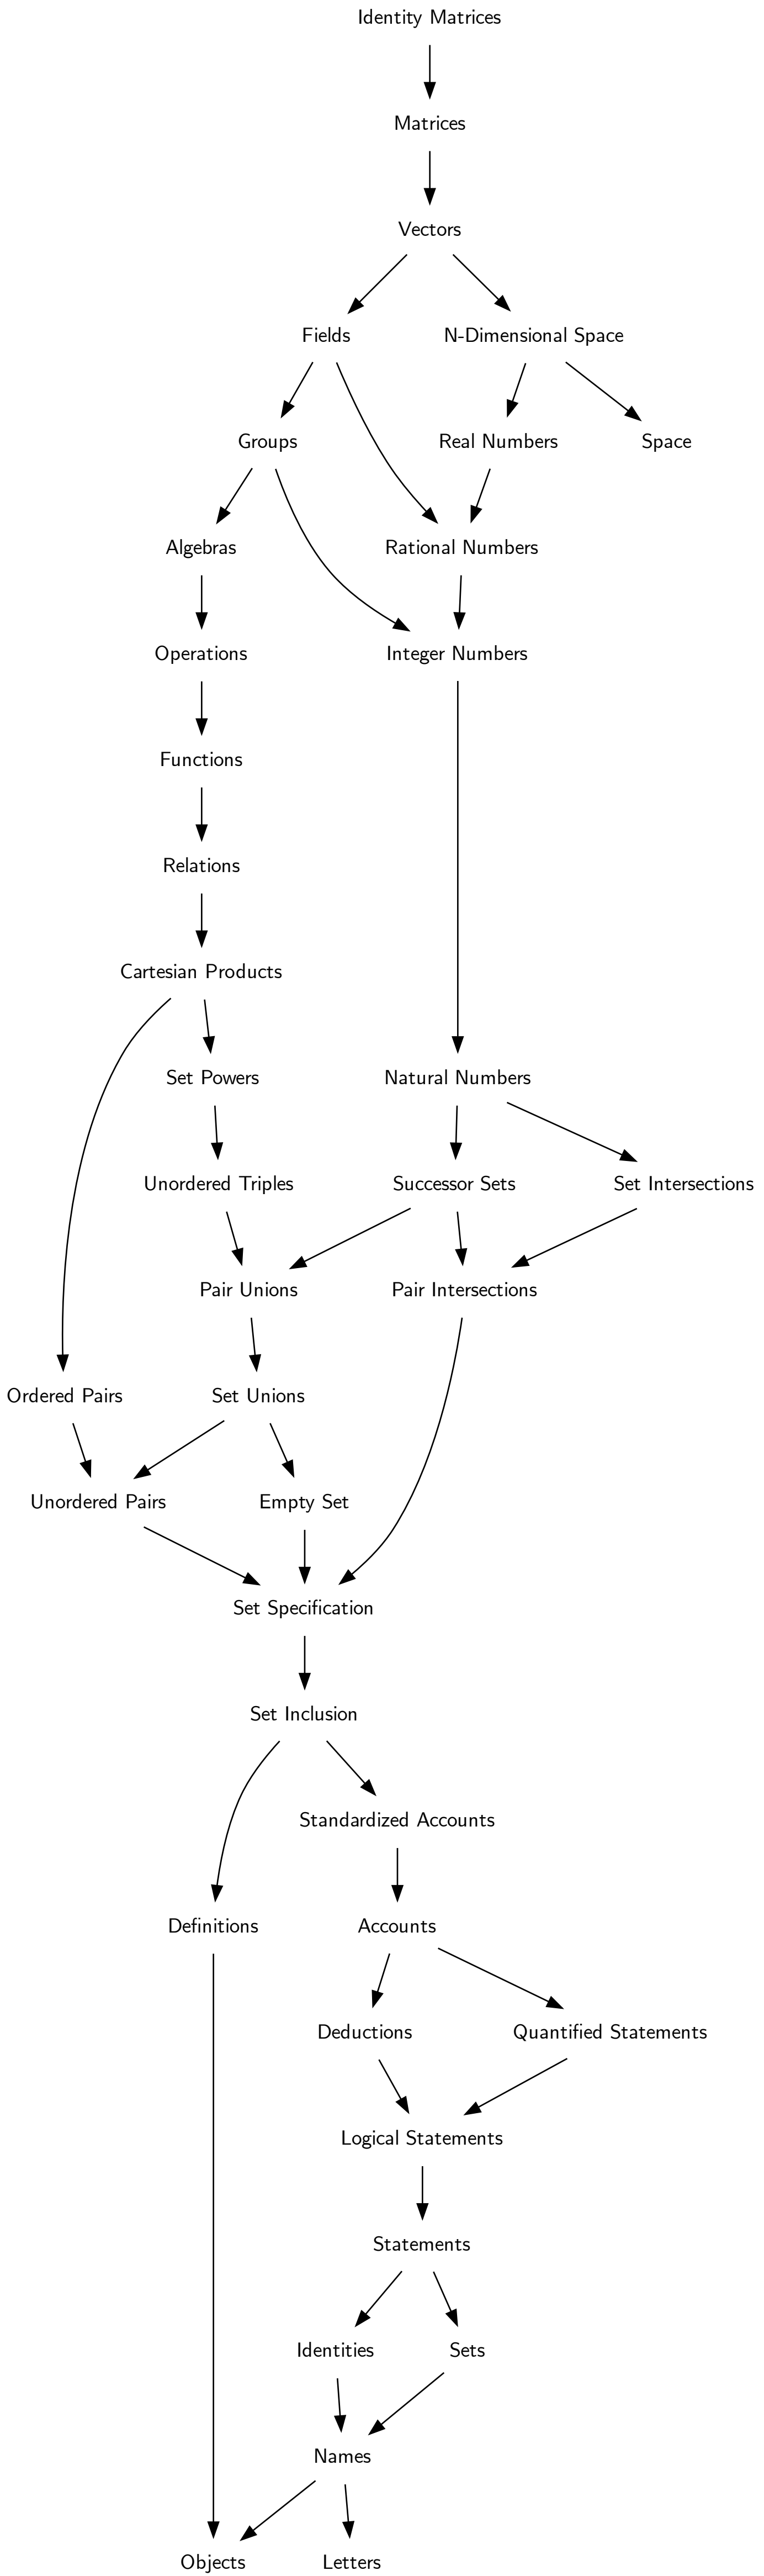 Identity Matrices
Matrices
Vectors
Fields
N-Dimensional Space
Groups
Real Numbers
Space
Algebras
Rational Numbers
Operations
Integer Numbers
Functions
Relations
Cartesian Products
Set Powers
Natural Numbers
Unordered Triples
Successor Sets
Set Intersections
Pair Unions
Pair Intersections
Ordered Pairs
Set Unions
Unordered Pairs
Empty Set
Set Specification
Set Inclusion
Standardized Accounts
Definitions
Accounts
Deductions
Quantified Statements
Logical Statements
Statements
Identities
Sets
Names
Objects
Letters